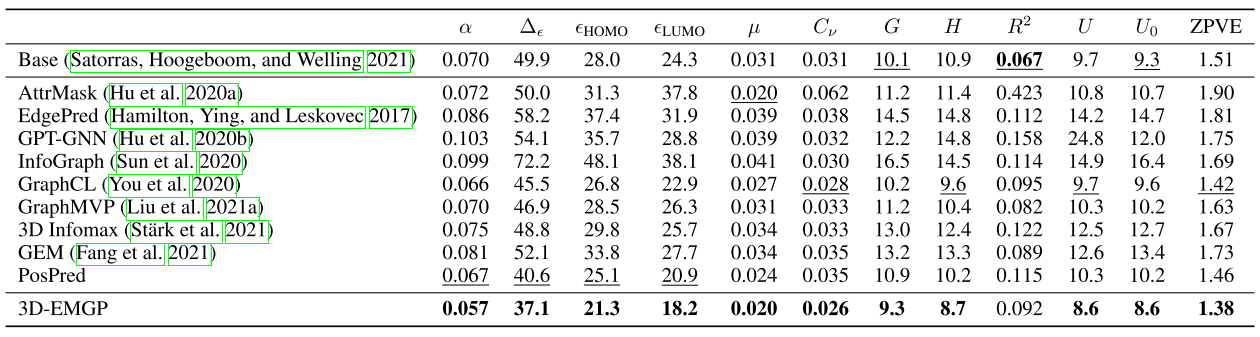 α Δϵ ϵHOMO ϵLUMO μ Cν G H R² U U₀ ZPVE
Base (Satorras, Hoogeboom, and Welling 2021) 0.070 49.9 28.0 24.3 0.031 0.031 10.1 10.9 0.067 9.7 9.3 1.51
AttrMask (Hu et al. 2020a) 0.072 50.0 31.3 37.8 0.020 0.062 11.2 11.4 0.423 10.8 10.7 1.90
EdgePred (Hamilton, Ying, and Leskovec 2017) 0.086 58.2 37.4 31.9 0.039 0.038 14.5 14.8 0.112 14.2 14.7 1.81
GPT-GNN (Hu et al. 2020b) 0.103 54.1 35.7 28.8 0.039 0.032 12.2 14.8 0.158 24.8 12.0 1.75
InfoGraph (Sun et al. 2020) 0.099 72.2 48.1 38.1 0.041 0.030 16.5 14.5 0.114 14.9 16.4 1.69
GraphCL (You et al. 2020) 0.066 45.5 26.8 22.9 0.027 0.028 10.2 9.6 0.095 9.7 9.6 1.42
GraphMVP (Liu et al. 2021a) 0.070 46.9 28.5 26.3 0.031 0.033 11.2 10.4 0.082 10.3 10.2 1.63
3D Infomax (Stärk et al. 2021) 0.075 48.8 29.8 25.7 0.034 0.033 13.0 12.4 0.122 12.5 12.7 1.67
GEM (Fang et al. 2021) 0.081 52.1 33.8 27.7 0.034 0.035 13.2 13.3 0.089 12.6 13.4 1.73
PosPred 0.067 40.6 25.1 20.9 0.024 0.035 10.9 10.2 0.115 10.3 10.2 1.46
3D-EMGP 0.057 37.1 21.3 18.2 0.020 0.026 9.3 8.7 0.092 8.6 8.6 1.38